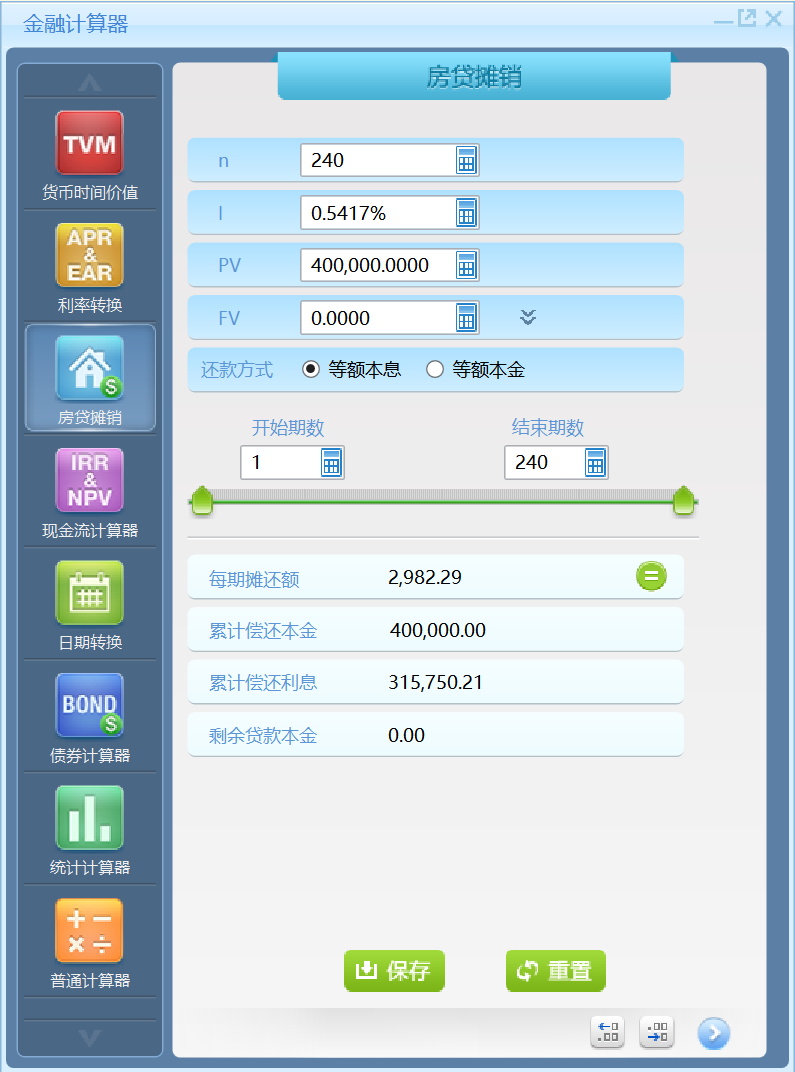 金融计算器
房贷摊销
TVM
货币时间价值
APR
&
EAR
利率转换
$
房贷摊销
IRR
&
NPV
现金流计算器
日期转换
BOND
$
债券计算器
统计计算器
+ −
× ÷
普通计算器
n 240
I 0.5417%
PV 400,000.0000
FV 0.0000
还款方式 等额本息 等额本金
开始期数 结束期数
1 240
每期摊还额 2,982.29 =
累计偿还本金 400,000.00
累计偿还利息 315,750.21
剩余贷款本金 0.00
保存 重置